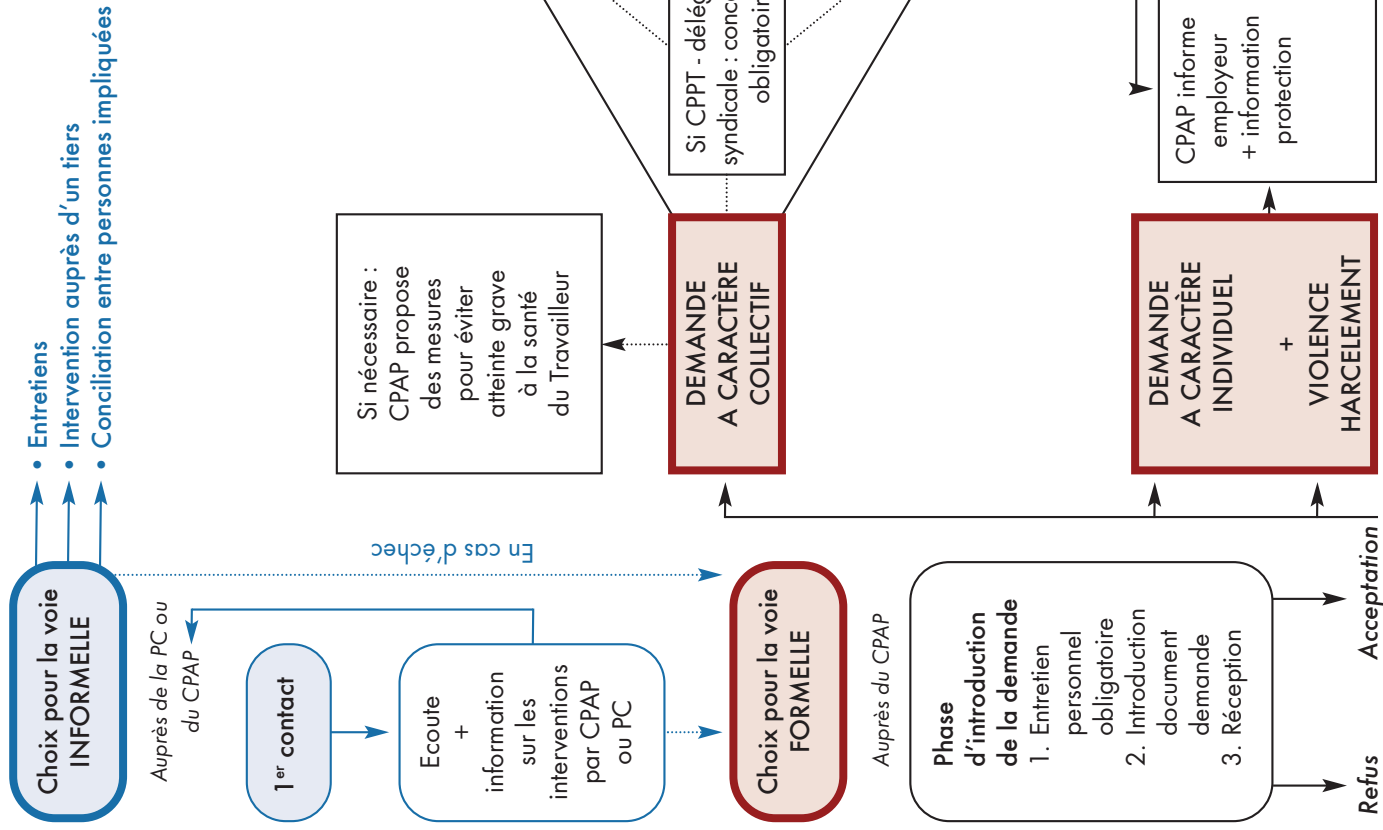 Choix pour la voie
INFORMELLE
• Entretiens
• Intervention auprès d'un tiers
• Conciliation entre personnes impliquées
Auprès de la PC ou
du CPAP
1er contact
Ecoute
+
information
sur les
interventions
par CPAP
ou PC
En cas d'échec
Choix pour la voie
FORMELLE
Auprès du CPAP
Phase
d'introduction
de la demande
1. Entretien
personnel
obligatoire
2. Introduction
document
demande
3. Réception
Refus
Acceptation
Si nécessaire :
CPAP propose
des mesures
pour éviter
atteinte grave
à la santé
du Travailleur
DEMANDE
A CARACTÈRE
COLLECTIF
Si CPPT -
syndicale :
DEMANDE
A CARACTÈRE
INDIVIDUEL
+
VIOLENCE
HARCELEMENT
CPAP informe
employeur
+ information
protection